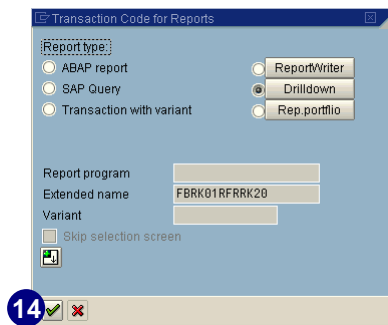 Transaction Code for Reports
Report type:
ABAP report ReportWriter
SAP Query Drilldown
Transaction with variant Rep.portflio
Report program
Extended name FBRK01RFRRK20
Variant
Skip selection screen
14